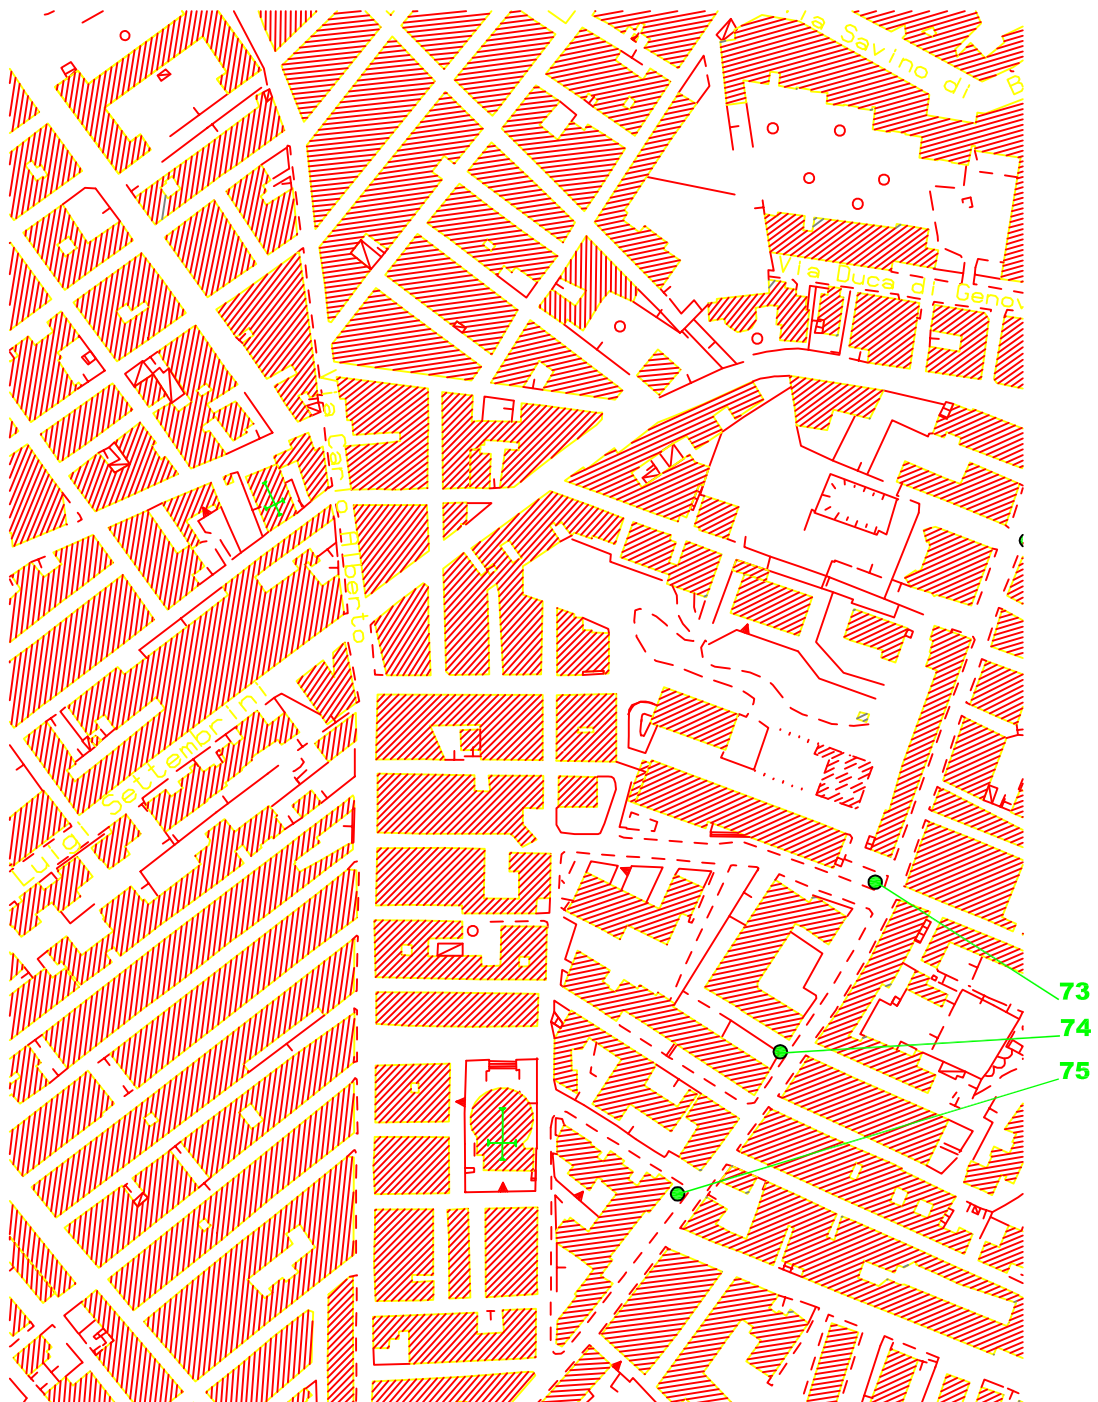 Via Savino di B
Via Duca di Genov
Via Carlo Alberto
Luigi Settembrini
73
74
75